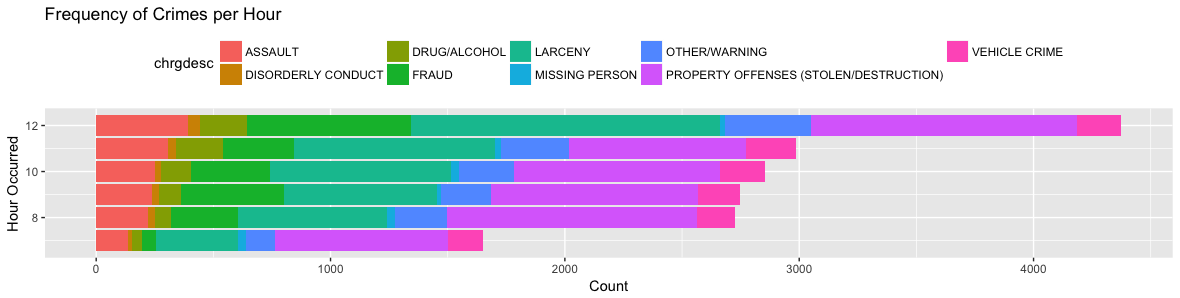 Frequency of Crimes per Hour
chrgdesc
ASSAULT
DRUG/ALCOHOL
LARCENY
OTHER/WARNING
VEHICLE CRIME
DISORDERLY CONDUCT
FRAUD
MISSING PERSON
PROPERTY OFFENSES (STOLEN/DESTRUCTION)
Hour Occurred
12
10
8
0
1000
2000
3000
4000
Count